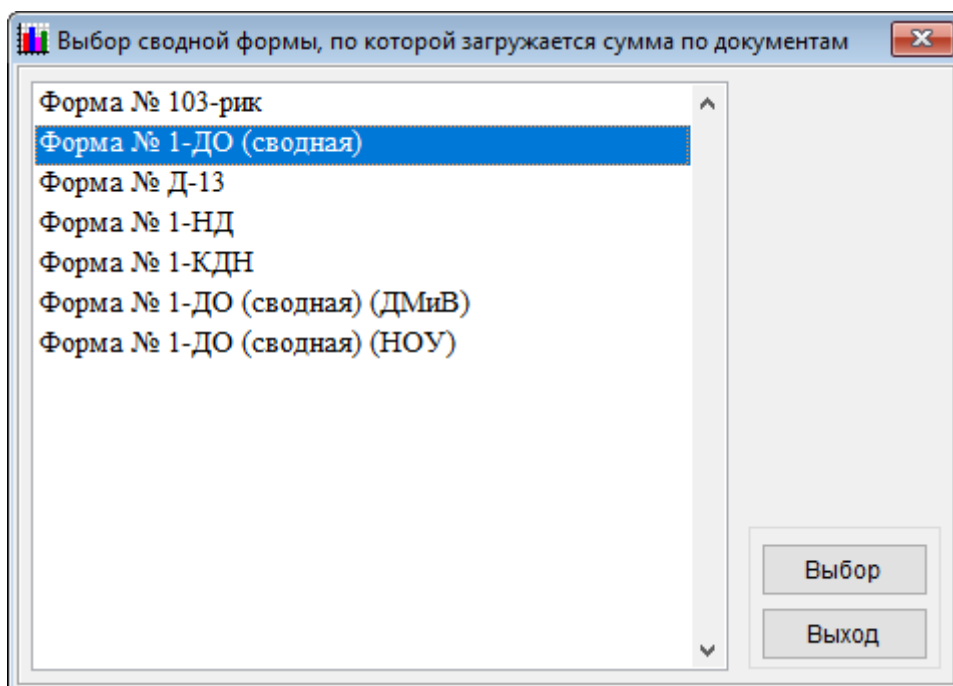 Выбор сводной формы, по которой загружается сумма по документам
Форма № 103-рик
Форма № 1-ДО (сводная)
Форма № Д-13
Форма № 1-НД
Форма № 1-КДН
Форма № 1-ДО (сводная) (ДМиВ)
Форма № 1-ДО (сводная) (НОУ)
Выбор
Выход